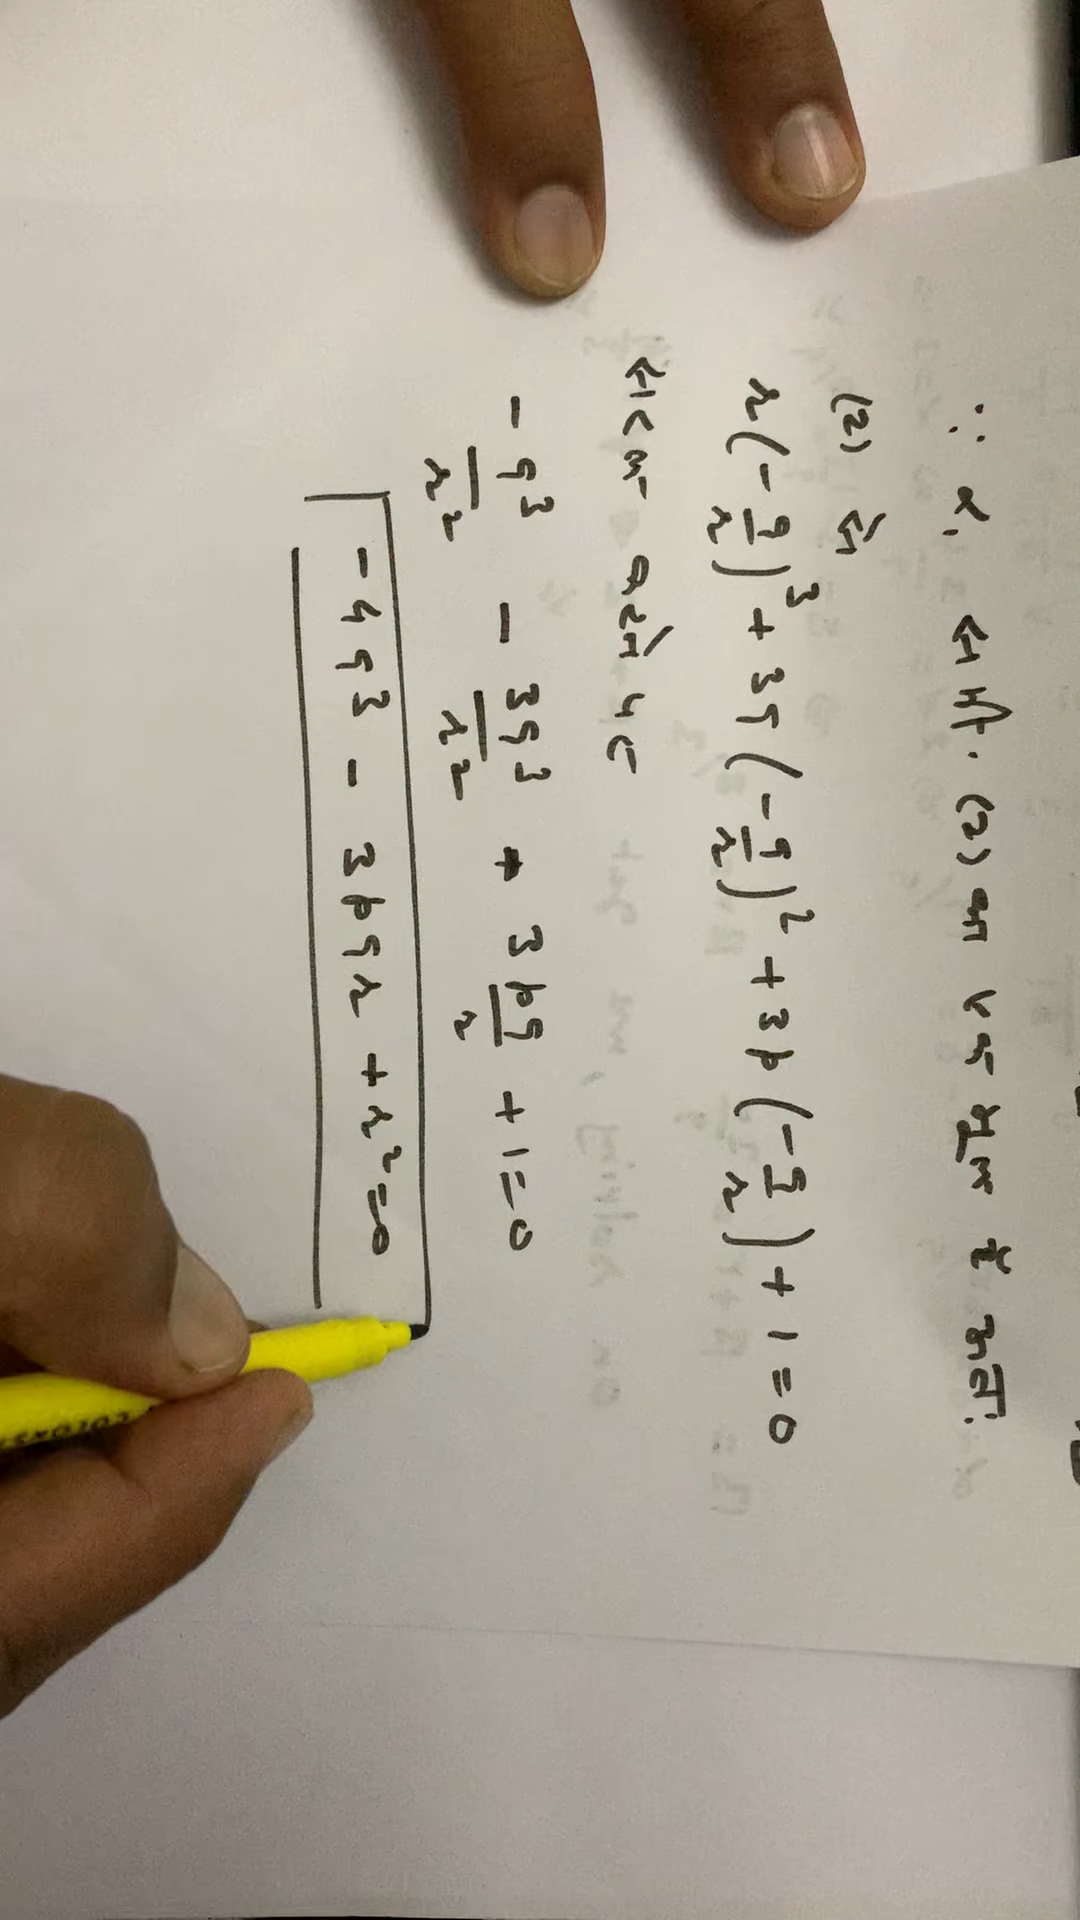 ∵ α, समी. (2) का एक मूल है अतः
(2) से
r(-q/r)³ + 3q(-q/r)² + 3p(-q/r) + 1 = 0
सरल करने पर
-q³/r² - 3q³/r² + 3pq/r + 1 = 0
-4q³ - 3pqr + r² = 0